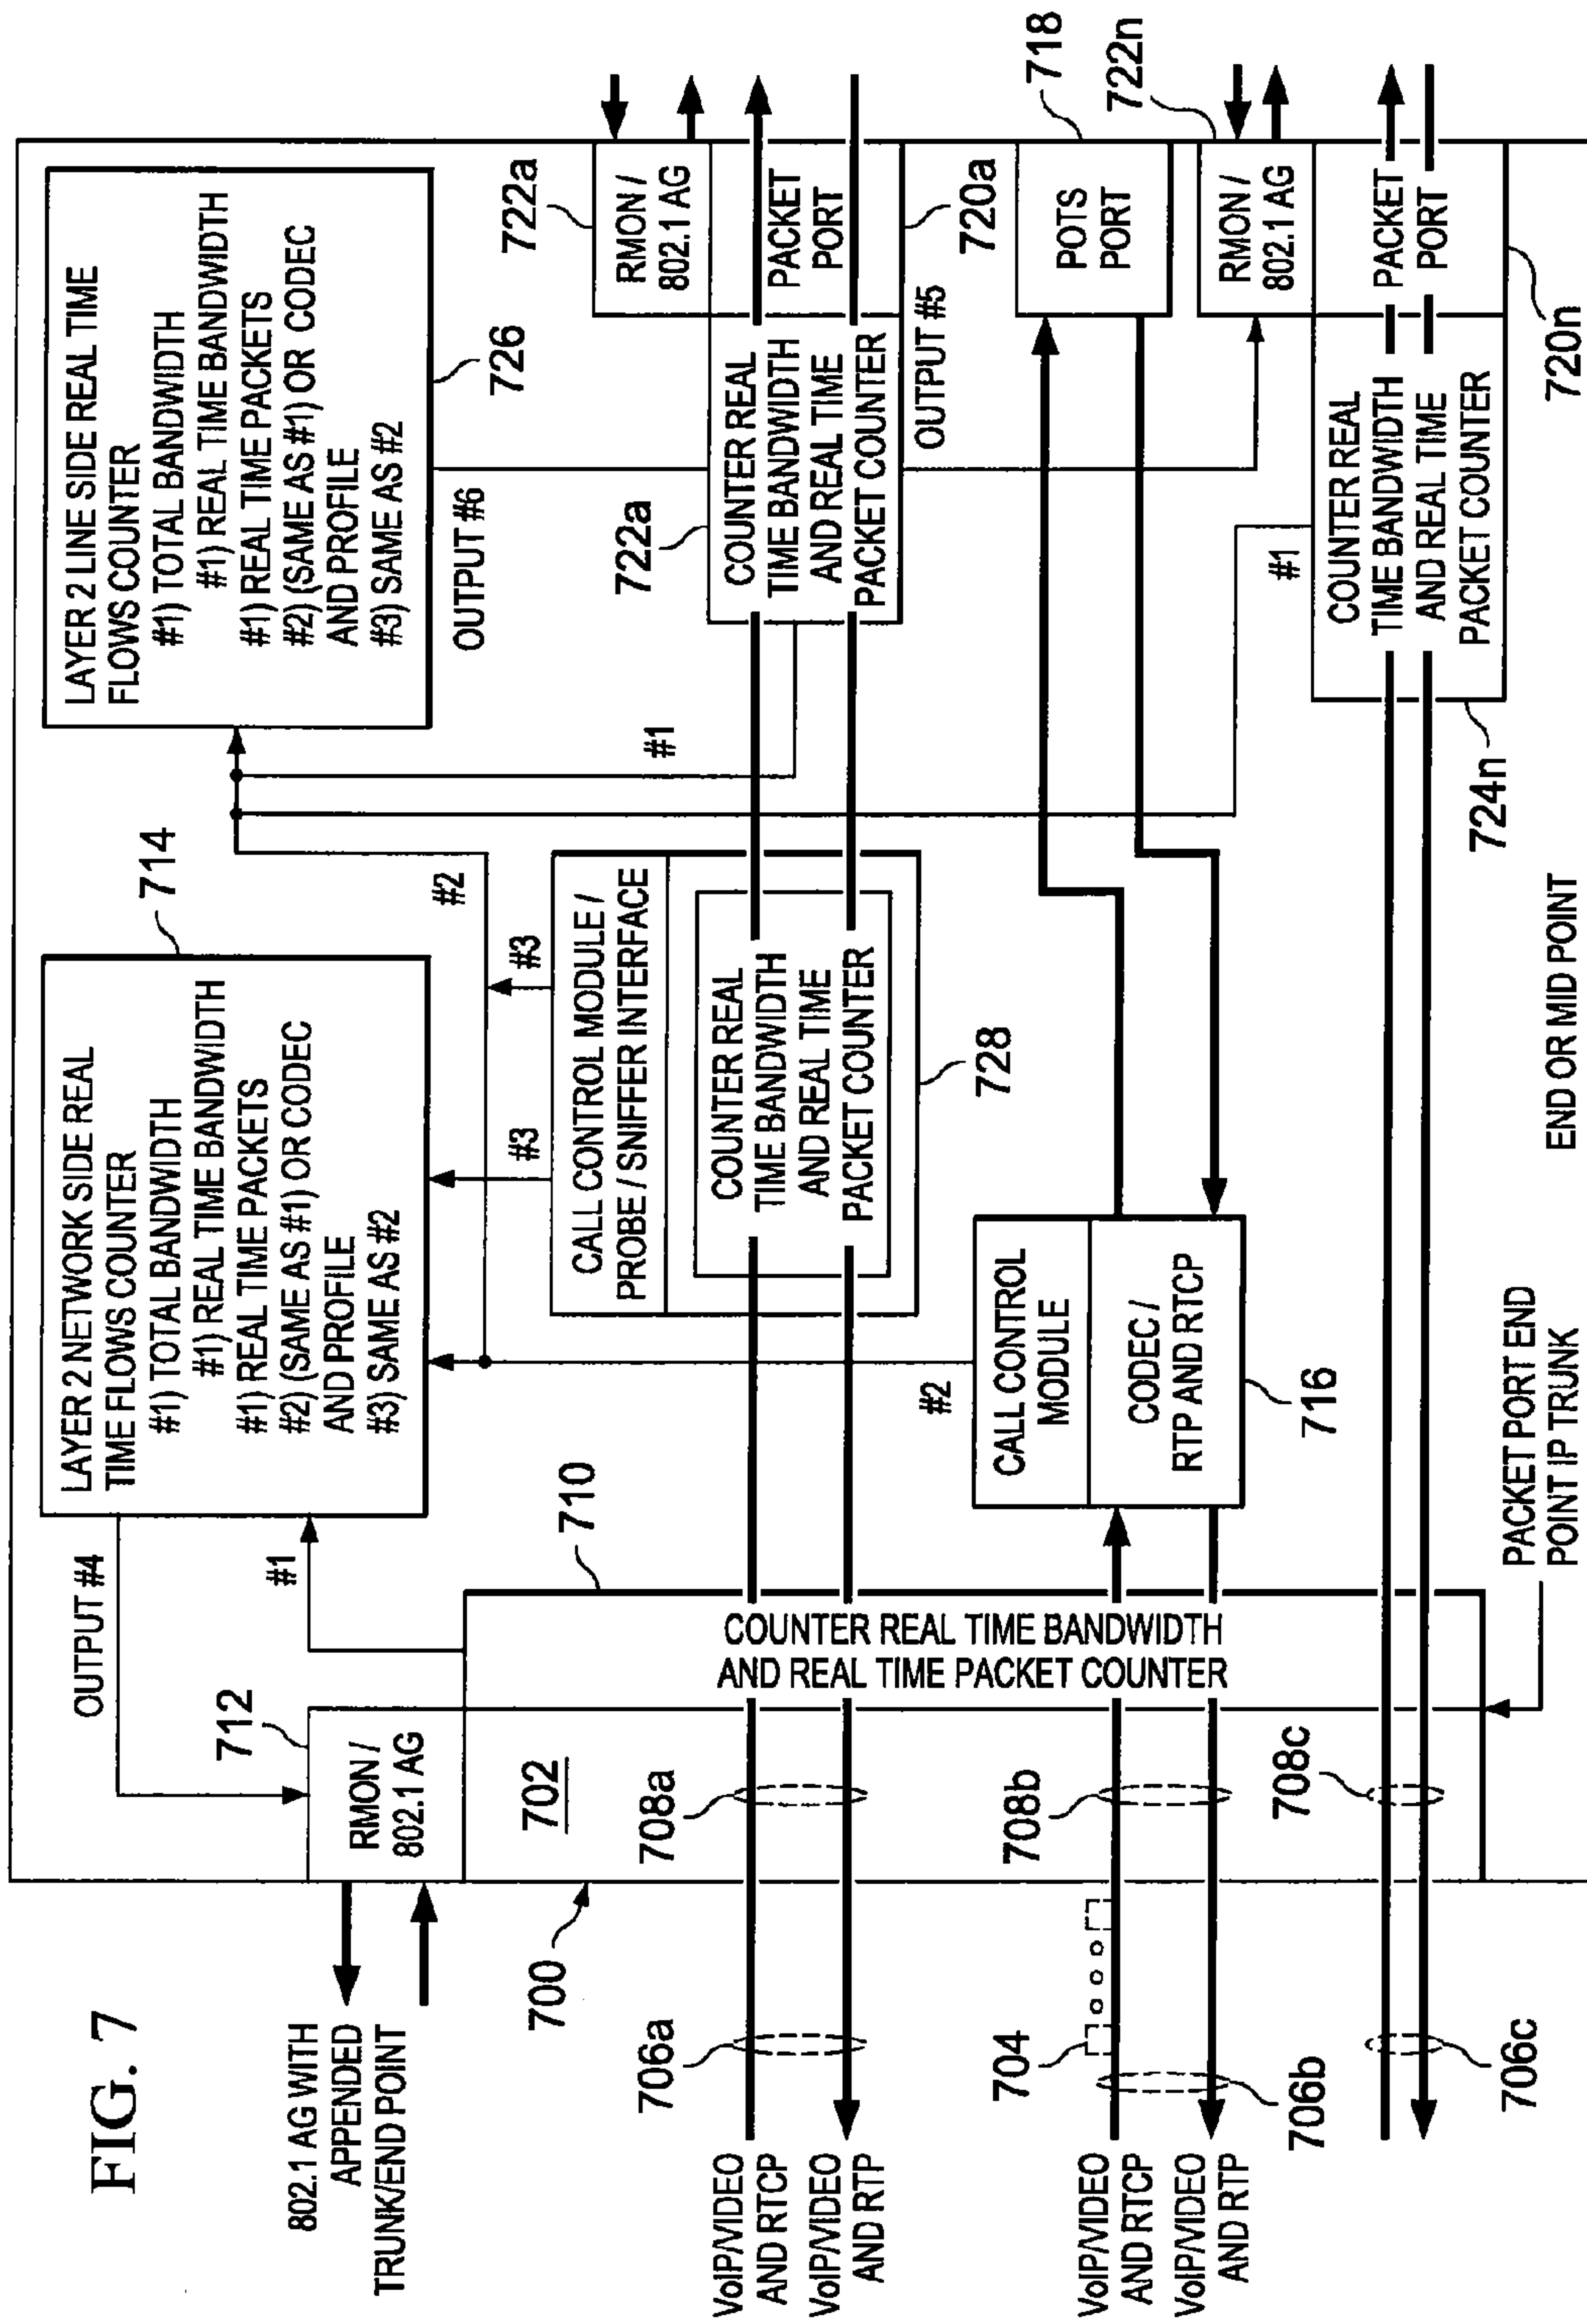 FIG. 7
802.1 AG WITH
APPENDED
TRUNK/END POINT
VoIP/VIDEO
AND RTCP
VoIP/VIDEO
AND RTP
VoIP/VIDEO
AND RTCP
VoIP/VIDEO
AND RTP
700
706a
704
706b
706c
712
RMON /
802.1 AG
702
708a
708b
708c
OUTPUT #4
#1
710
COUNTER REAL TIME BANDWIDTH
AND REAL TIME PACKET COUNTER
PACKET PORT END
POINT IP TRUNK
714
LAYER 2 NETWORK SIDE REAL
TIME FLOWS COUNTER
#1) TOTAL BANDWIDTH
#1) REAL TIME BANDWIDTH
#1) REAL TIME PACKETS
#2) (SAME AS #1) OR CODEC
AND PROFILE
#3) SAME AS #2
#3
#3
#2
CALL CONTROL MODULE /
PROBE / SNIFFER INTERFACE
COUNTER REAL
TIME BANDWIDTH
AND REAL TIME
PACKET COUNTER
728
#2
CALL CONTROL
MODULE
CODEC /
RTP AND RTCP
716
END OR MID POINT
LAYER 2 LINE SIDE REAL TIME
FLOWS COUNTER
#1) TOTAL BANDWIDTH
#1) REAL TIME BANDWIDTH
#1) REAL TIME PACKETS
#2) (SAME AS #1) OR CODEC
AND PROFILE
#3) SAME AS #2
726
OUTPUT #6
#1
722a
COUNTER REAL
TIME BANDWIDTH
AND REAL TIME
PACKET COUNTER
722a
RMON /
802.1 AG
PACKET
PORT
720a
OUTPUT #5
POTS
PORT
718
722n
RMON /
802.1 AG
PACKET
PORT
720n
#1
COUNTER REAL
TIME BANDWIDTH
AND REAL TIME
PACKET COUNTER
724n